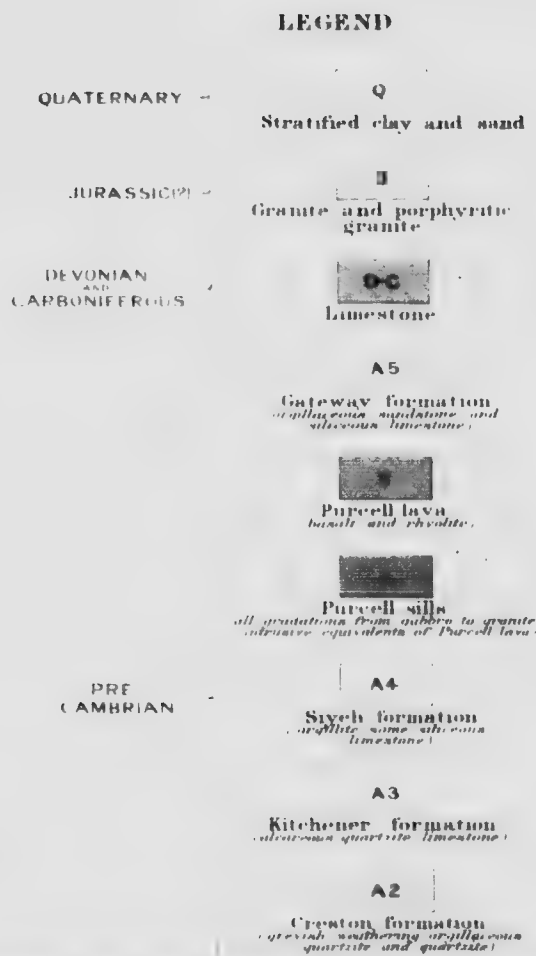 LEGEND
QUATERNARY
Q
Stratified clay and sand
JURASSIC(?)
J
Granite and porphyritic
granite
DEVONIAN
AND
CARBONIFEROUS
D-C
Limestone
A5
Gateway formation
(argillaceous sandstone and
siliceous limestone)
Purcell lava
basalt and rhyolite)
Purcell sills
all gradations from gabbro to granite
intrusive equivalents of Purcell lava
PRE
CAMBRIAN
A4
Siyeh formation
(argillite some siliceous
limestone)
A3
Kitchener formation
(calcareous quartzite limestone)
A2
Creston formation
(greyish weathering argillaceous
quartzite and quartzite)